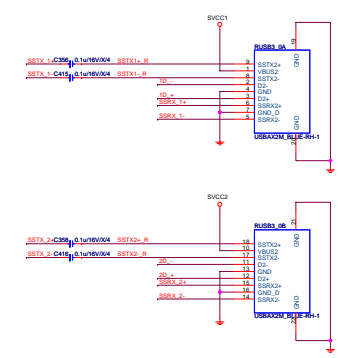 SVCC1
RUSB3_0A
19
GND
SSTX_1+ C356 0.1u/16V/X/4 SSTX1+_R 9 SSTX2+
1 VBUS2
SSTX_1- C415 0.1u/16V/X/4 SSTX1-_R 8 SSTX2-
1D_- 2 D2-
4 GND
1D_+ 3 D2+
SSRX_1+ 6 SSRX2+
7 GND_D
SSRX_1- 5 SSRX2-
GND
USBAX2M_BLUE-RH-1
SVCC2
RUSB3_0B
21
GND
SSTX_2+ C358 0.1u/16V/X/4 SSTX2+_R 18 SSTX2+
10 VBUS2
SSTX_2- C416 0.1u/16V/X/4 SSTX2-_R 17 SSTX2-
2D_- 11 D2-
13 GND
2D_+ 12 D2+
SSRX_2+ 15 SSRX2+
16 GND_D
SSRX_2- 14 SSRX2-
GND
22
USBAX2M_BLUE-RH-1